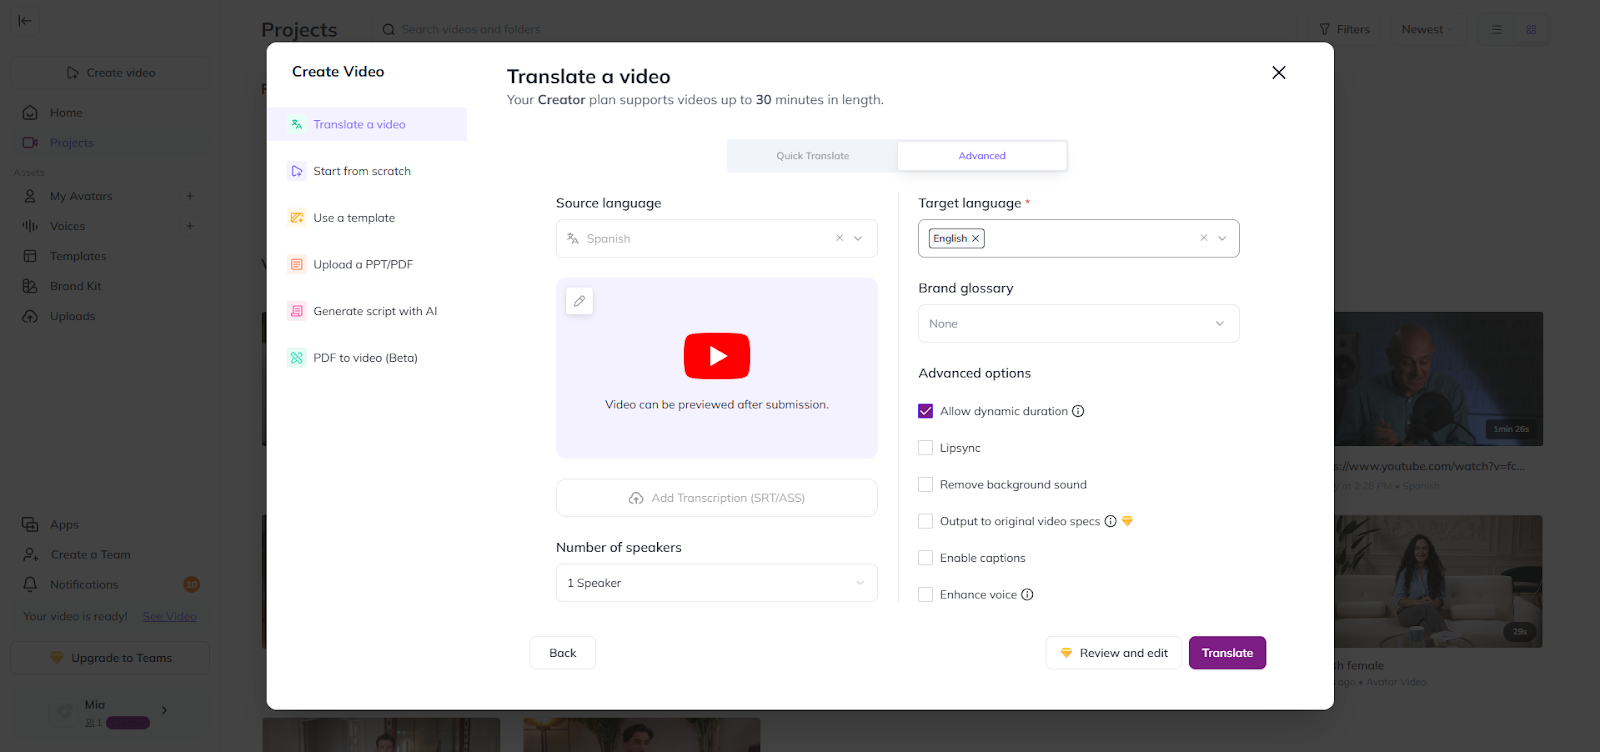 Projects
Search videos and folders
Filters
Newest
Create video
Home
Projects
Assets
My Avatars
Voices
Templates
Brand Kit
Uploads
Apps
Create a Team
Notifications
10
Your video is ready! See Video
Upgrade to Teams
Mia
1
Create Video
Translate a video
Start from scratch
Use a template
Upload a PPT/PDF
Generate script with AI
PDF to video (Beta)
Translate a video
Your Creator plan supports videos up to 30 minutes in length.
Quick Translate
Advanced
Source language
Spanish
Video can be previewed after submission.
Add Transcription (SRT/ASS)
Number of speakers
1 Speaker
Target language *
English
Brand glossary
None
Advanced options
Allow dynamic duration
Lipsync
Remove background sound
Output to original video specs
Enable captions
Enhance voice
Back
Review and edit
Translate
1min 26s
s://www.youtube.com/watch?v=fc...
at 2:28 PM • Spanish
29s
sh female
ago • Avatar Video